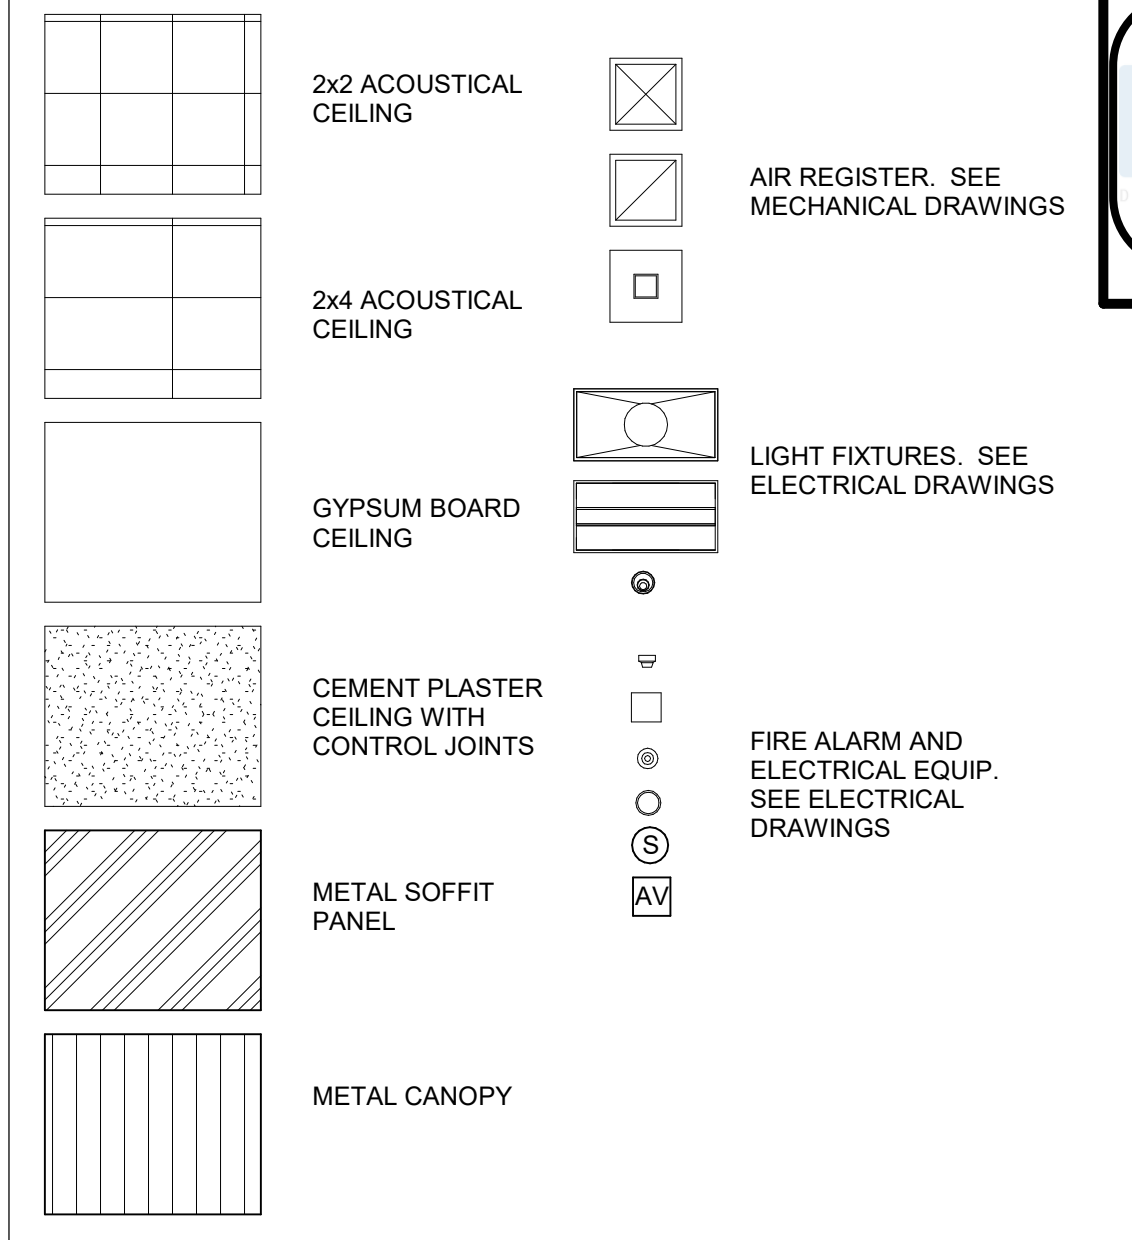 2x2 ACOUSTICAL
CEILING
2x4 ACOUSTICAL
CEILING
GYPSUM BOARD
CEILING
CEMENT PLASTER
CEILING WITH
CONTROL JOINTS
METAL SOFFIT
PANEL
METAL CANOPY
AIR REGISTER. SEE
MECHANICAL DRAWINGS
LIGHT FIXTURES. SEE
ELECTRICAL DRAWINGS
FIRE ALARM AND
ELECTRICAL EQUIP.
SEE ELECTRICAL
DRAWINGS
S
AV
D